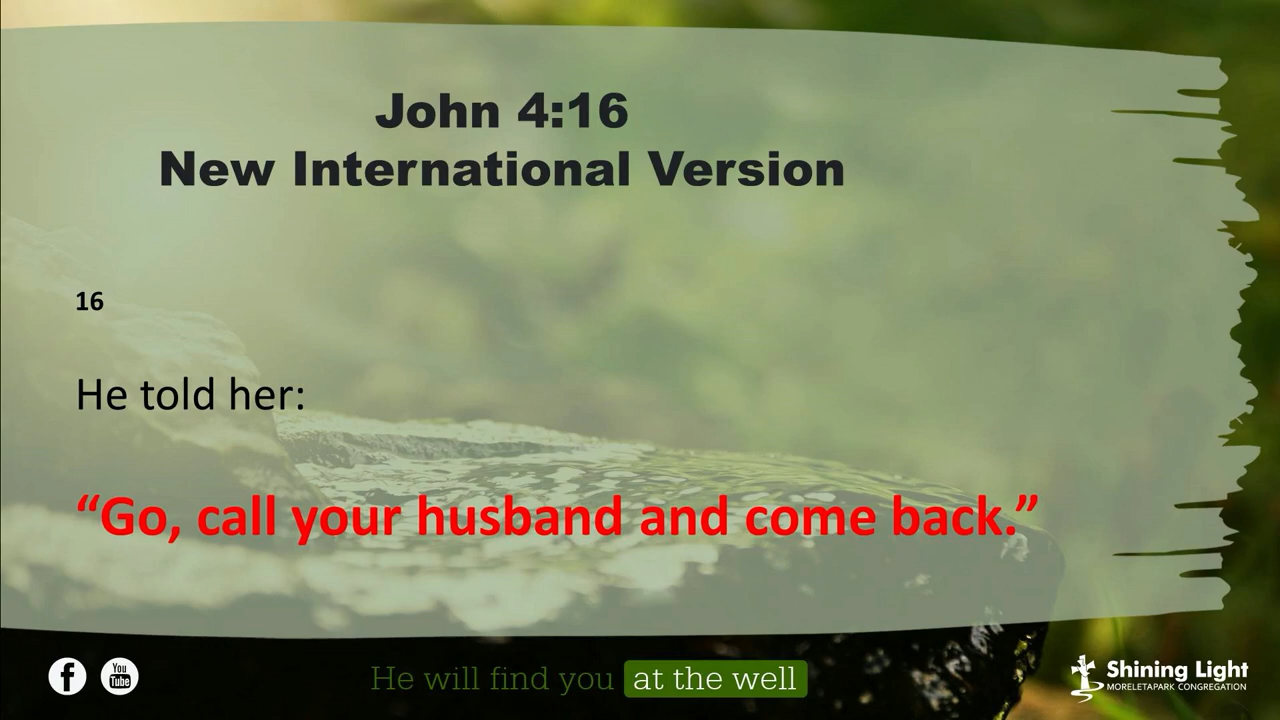 John 4:16
New International Version
16
He told her:
“Go, call your husband and come back.”
f
You
Tube
He will find you at the well
Shining Light
MORELETAPARK CONGREGATION